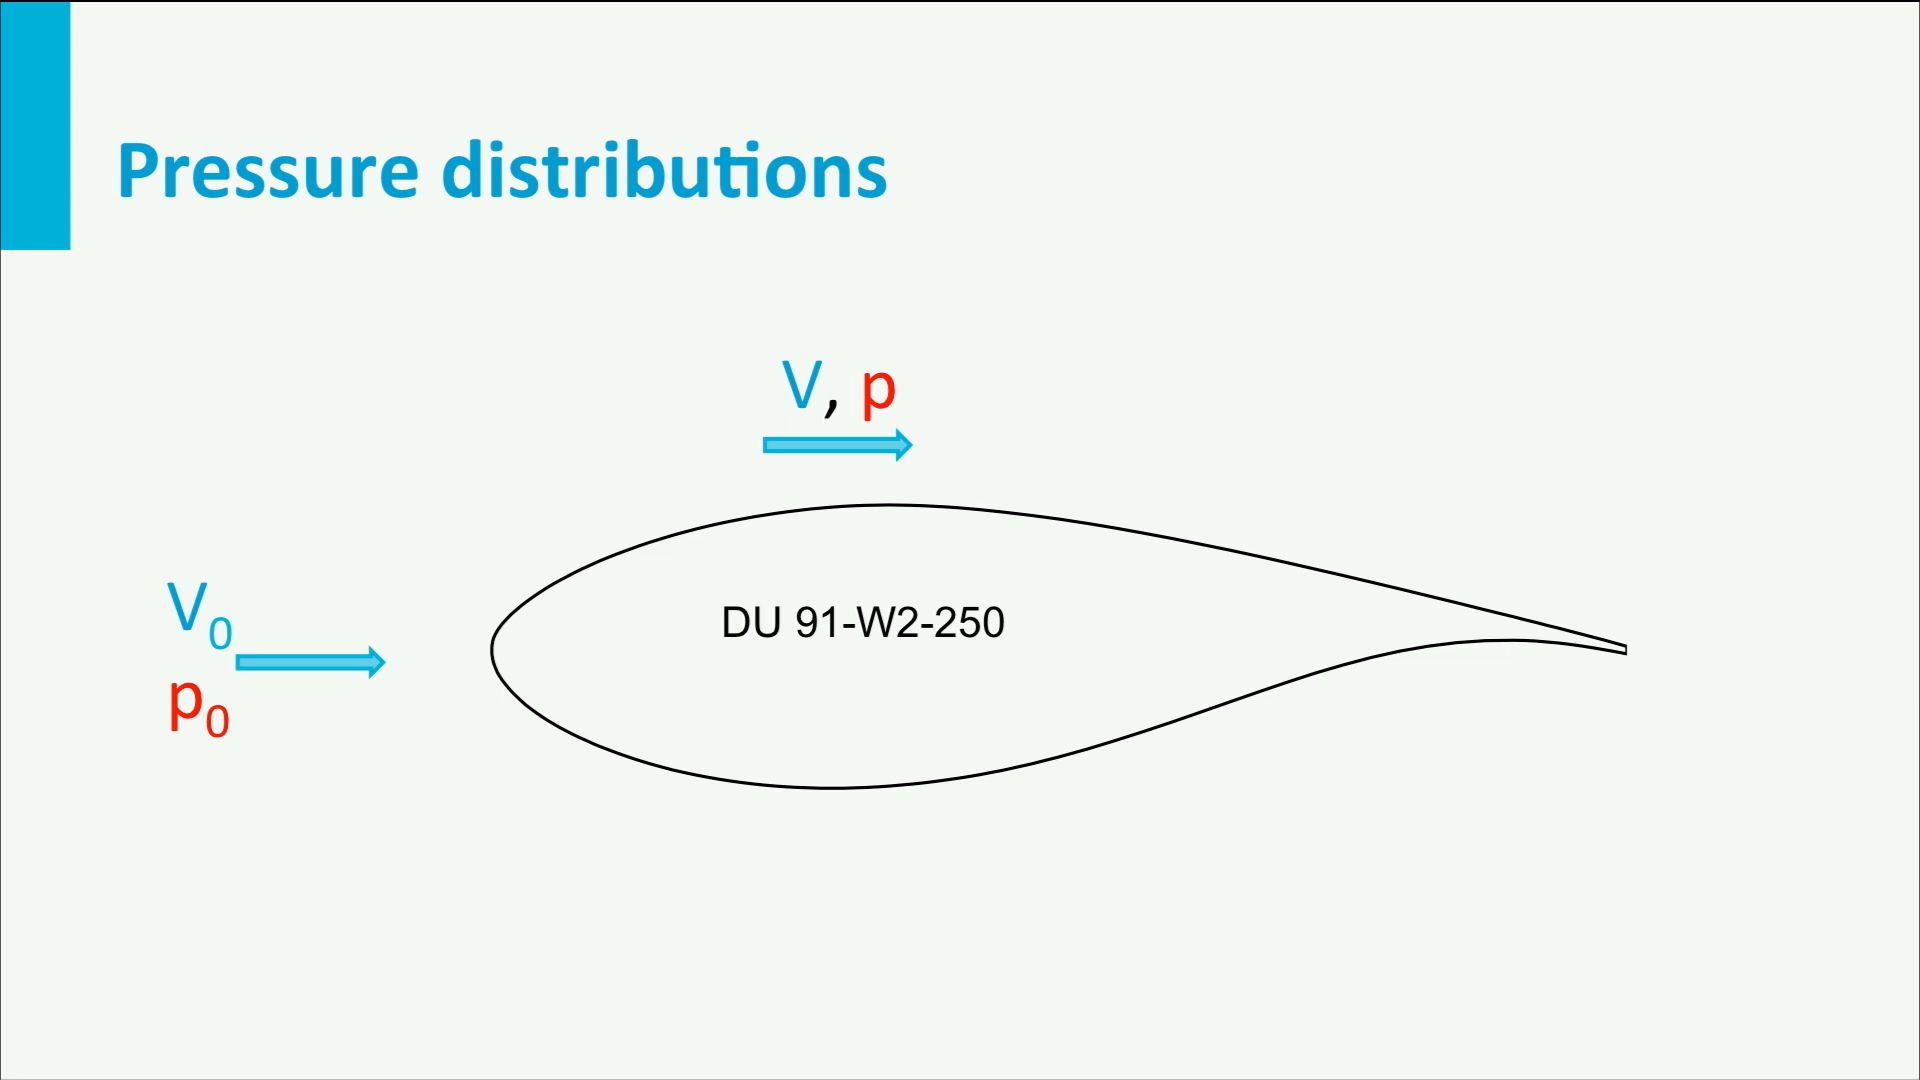 Pressure distributions
V, p
DU 91-W2-250
V₀
p₀